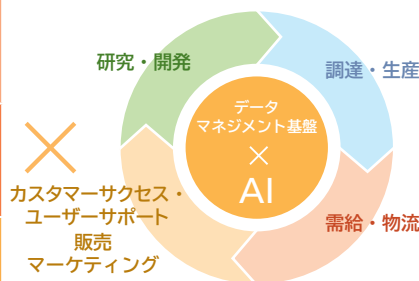 研究・開発
調達・生産
データ
マネジメント基盤
×
AI
カスタマーサクセス・
ユーザーサポート
販売
マーケティング
需給・物流